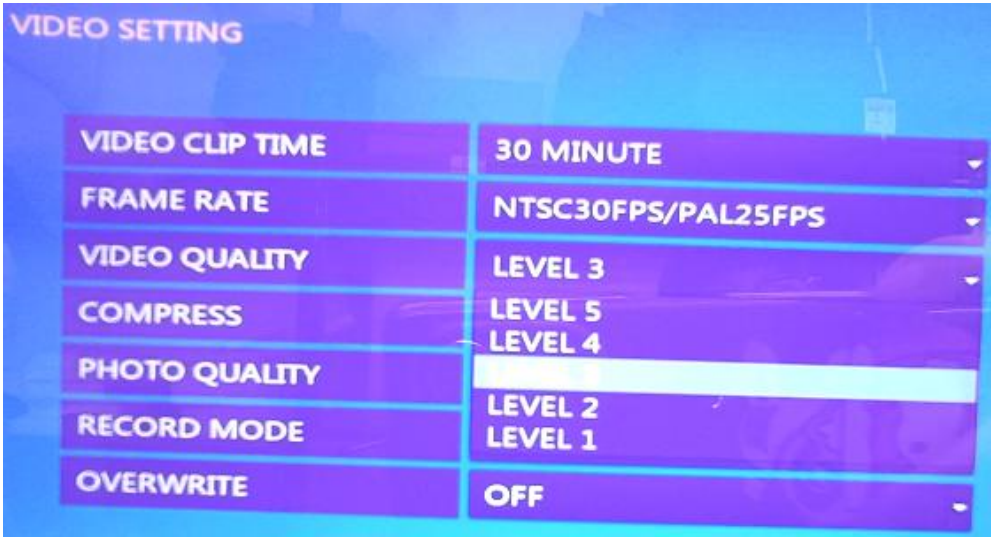 VIDEO SETTING
VIDEO CLIP TIME
30 MINUTE
FRAME RATE
NTSC30FPS/PAL25FPS
VIDEO QUALITY
LEVEL 3
LEVEL 5
COMPRESS
LEVEL 4
PHOTO QUALITY
LEVEL 2
RECORD MODE
LEVEL 1
OVERWRITE
OFF